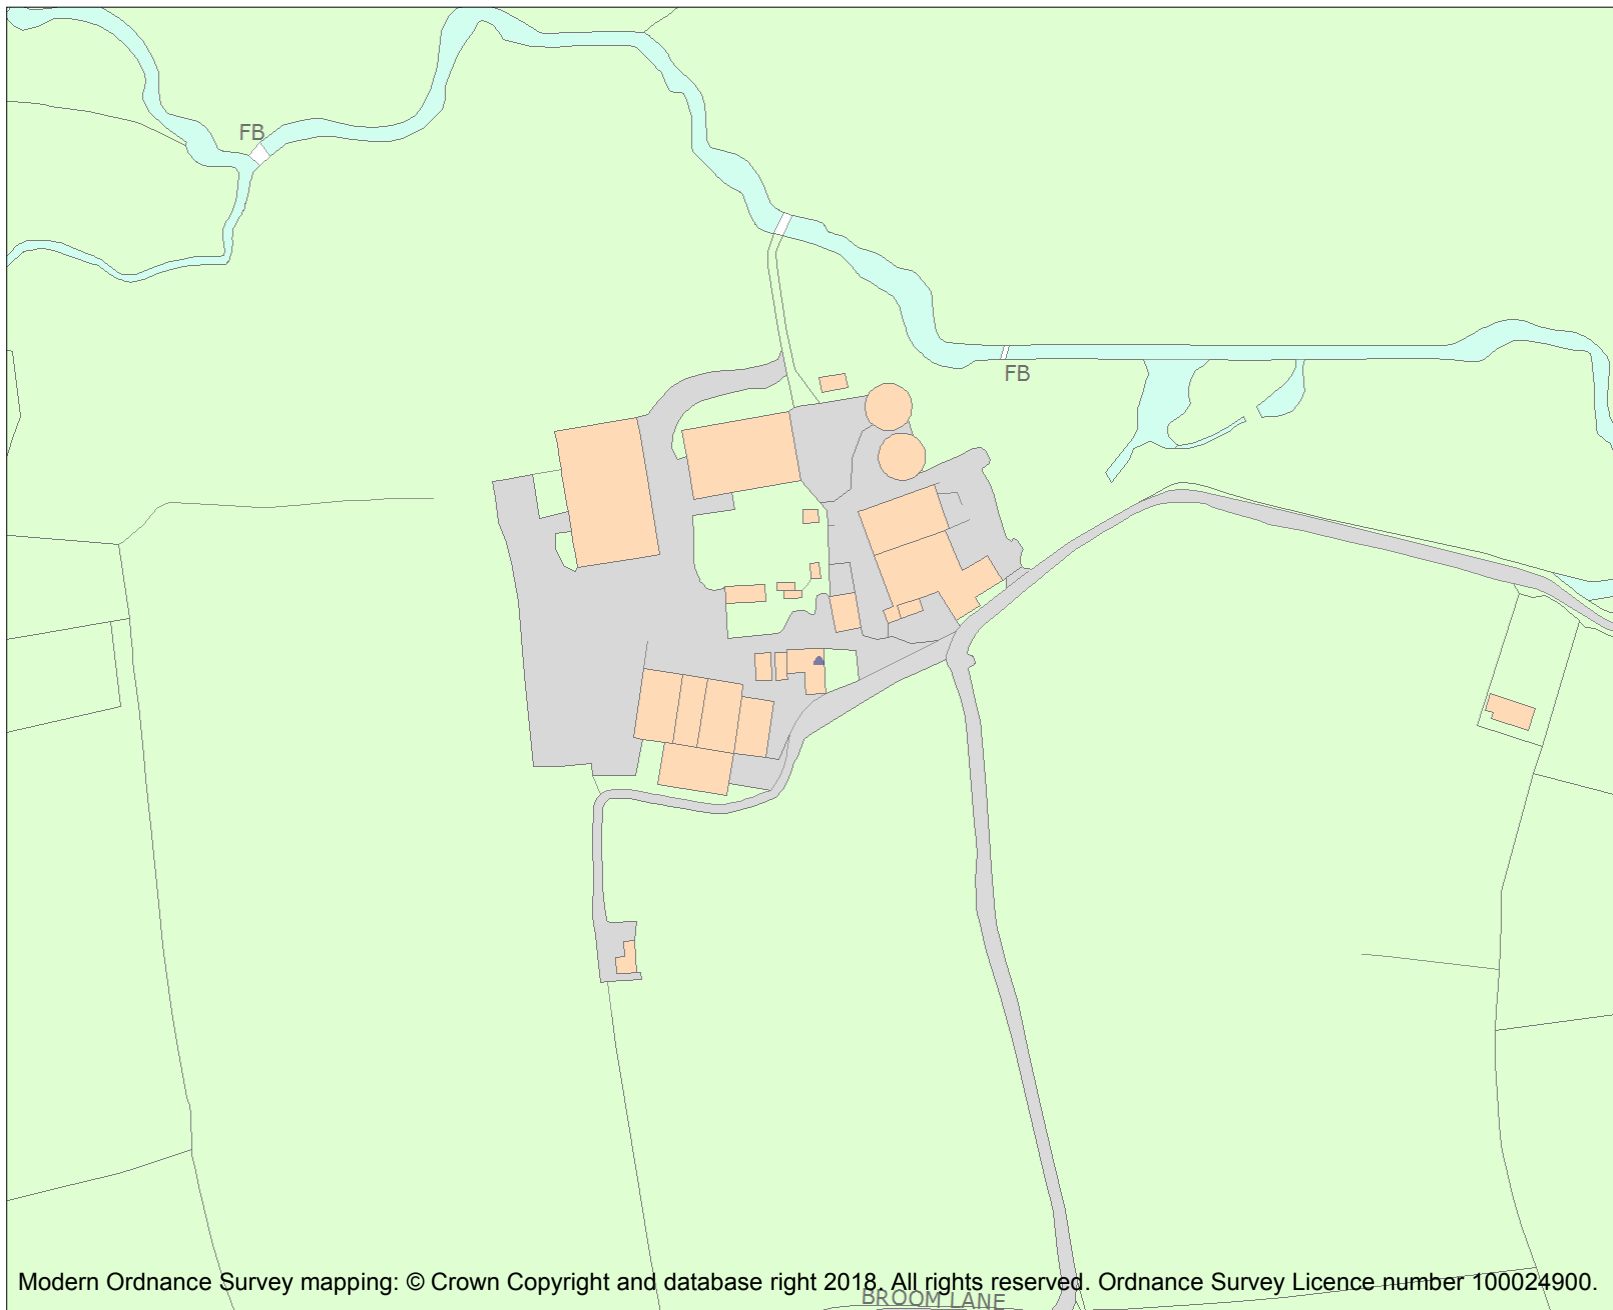 FB
FB
Modern Ordnance Survey mapping: © Crown Copyright and database right 2018. All rights reserved. Ordnance Survey Licence number 100024900.
BROOM LANE